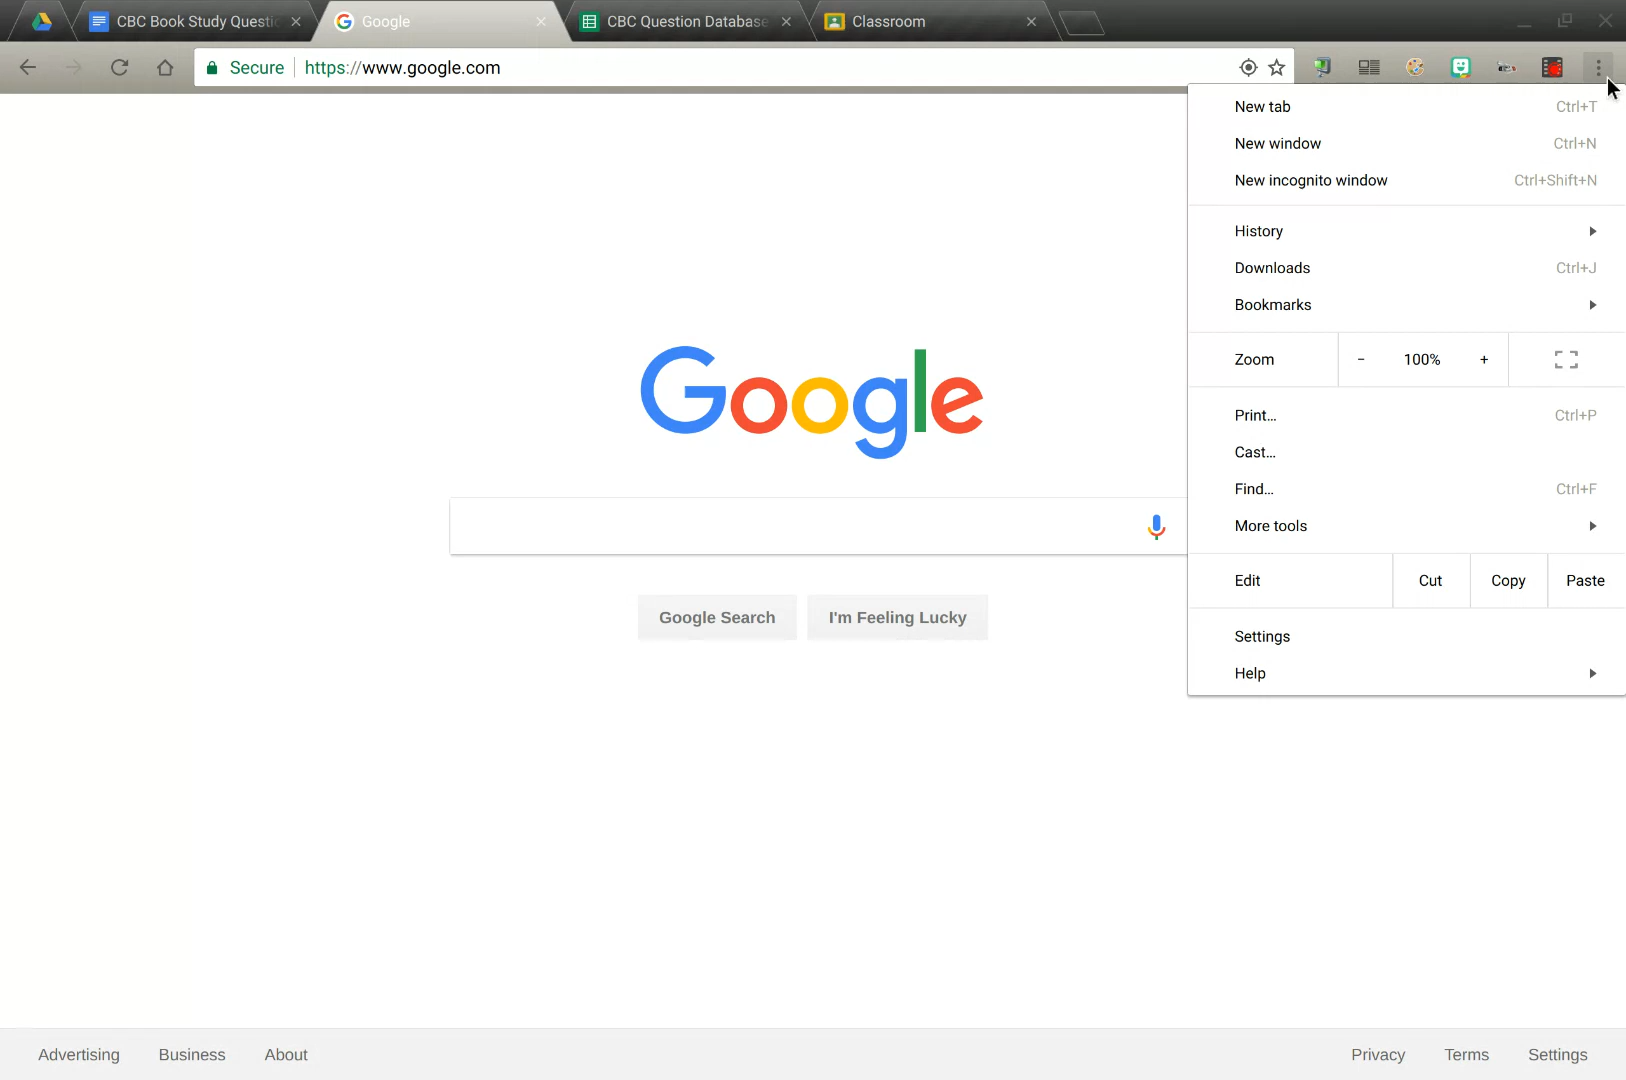 CBC Book Study Questi
Google
CBC Question Database
Classroom
Secure https://www.google.com
New tab Ctrl+T
New window Ctrl+N
New incognito window Ctrl+Shift+N
History
Downloads Ctrl+J
Bookmarks
Zoom - 100% +
Print... Ctrl+P
Cast...
Find... Ctrl+F
More tools
Edit Cut Copy Paste
Settings
Help
Google
Google Search I'm Feeling Lucky
Advertising Business About Privacy Terms Settings